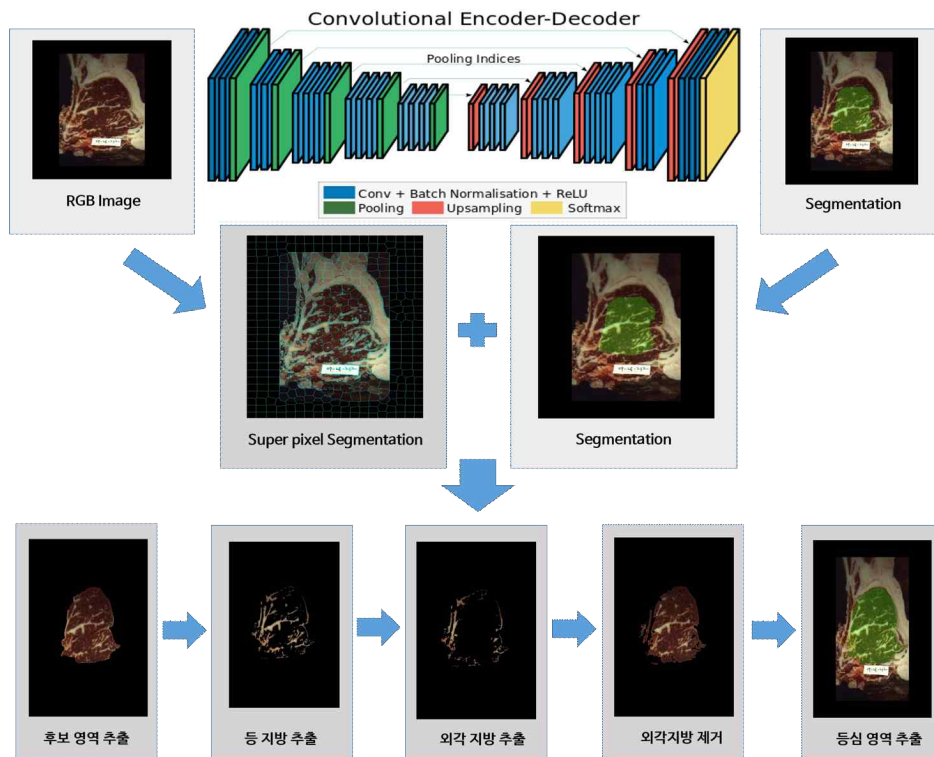 Convolutional Encoder-Decoder
Pooling Indices
RGB Image
Conv + Batch Normalisation + ReLU
Pooling Upsampling Softmax
Segmentation
Super pixel Segmentation
Segmentation
후보 영역 추출
등 지방 추출
외각 지방 추출
외각지방 제거
등심 영역 추출